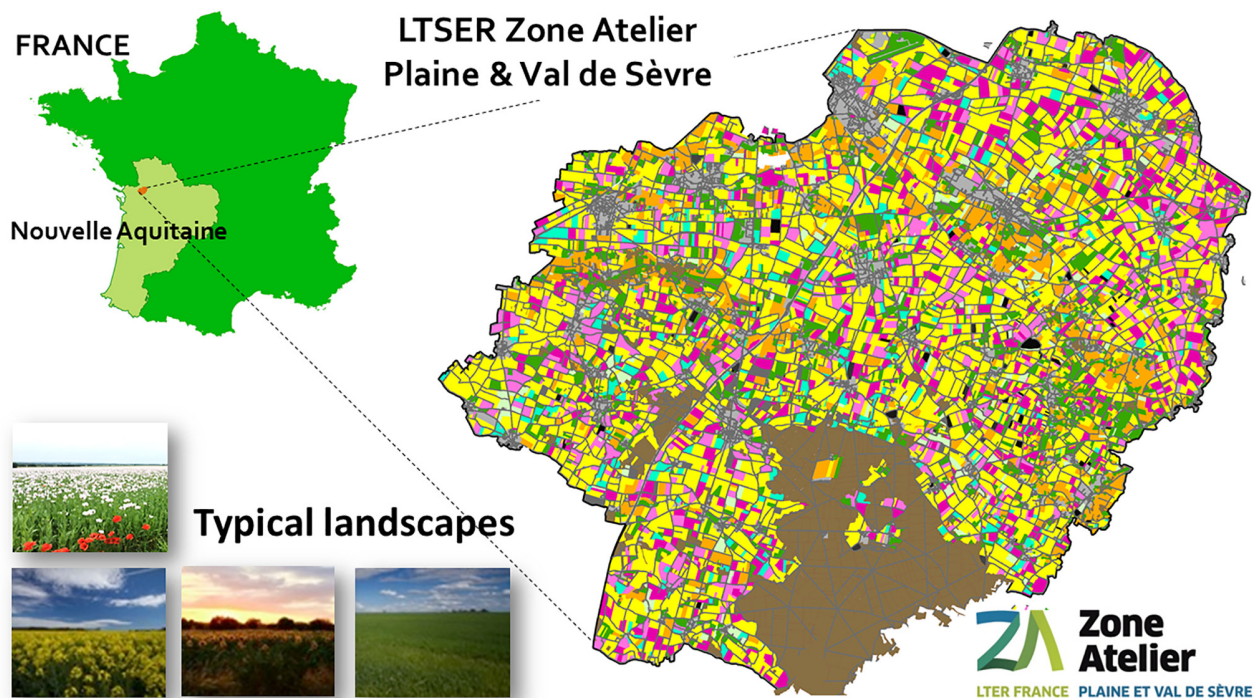 FRANCE
LTSER Zone Atelier
Plaine & Val de Sèvre
Nouvelle Aquitaine
Typical landscapes
ZA
Zone
Atelier
LTER FRANCE PLAINE ET VAL DE SÈVRE